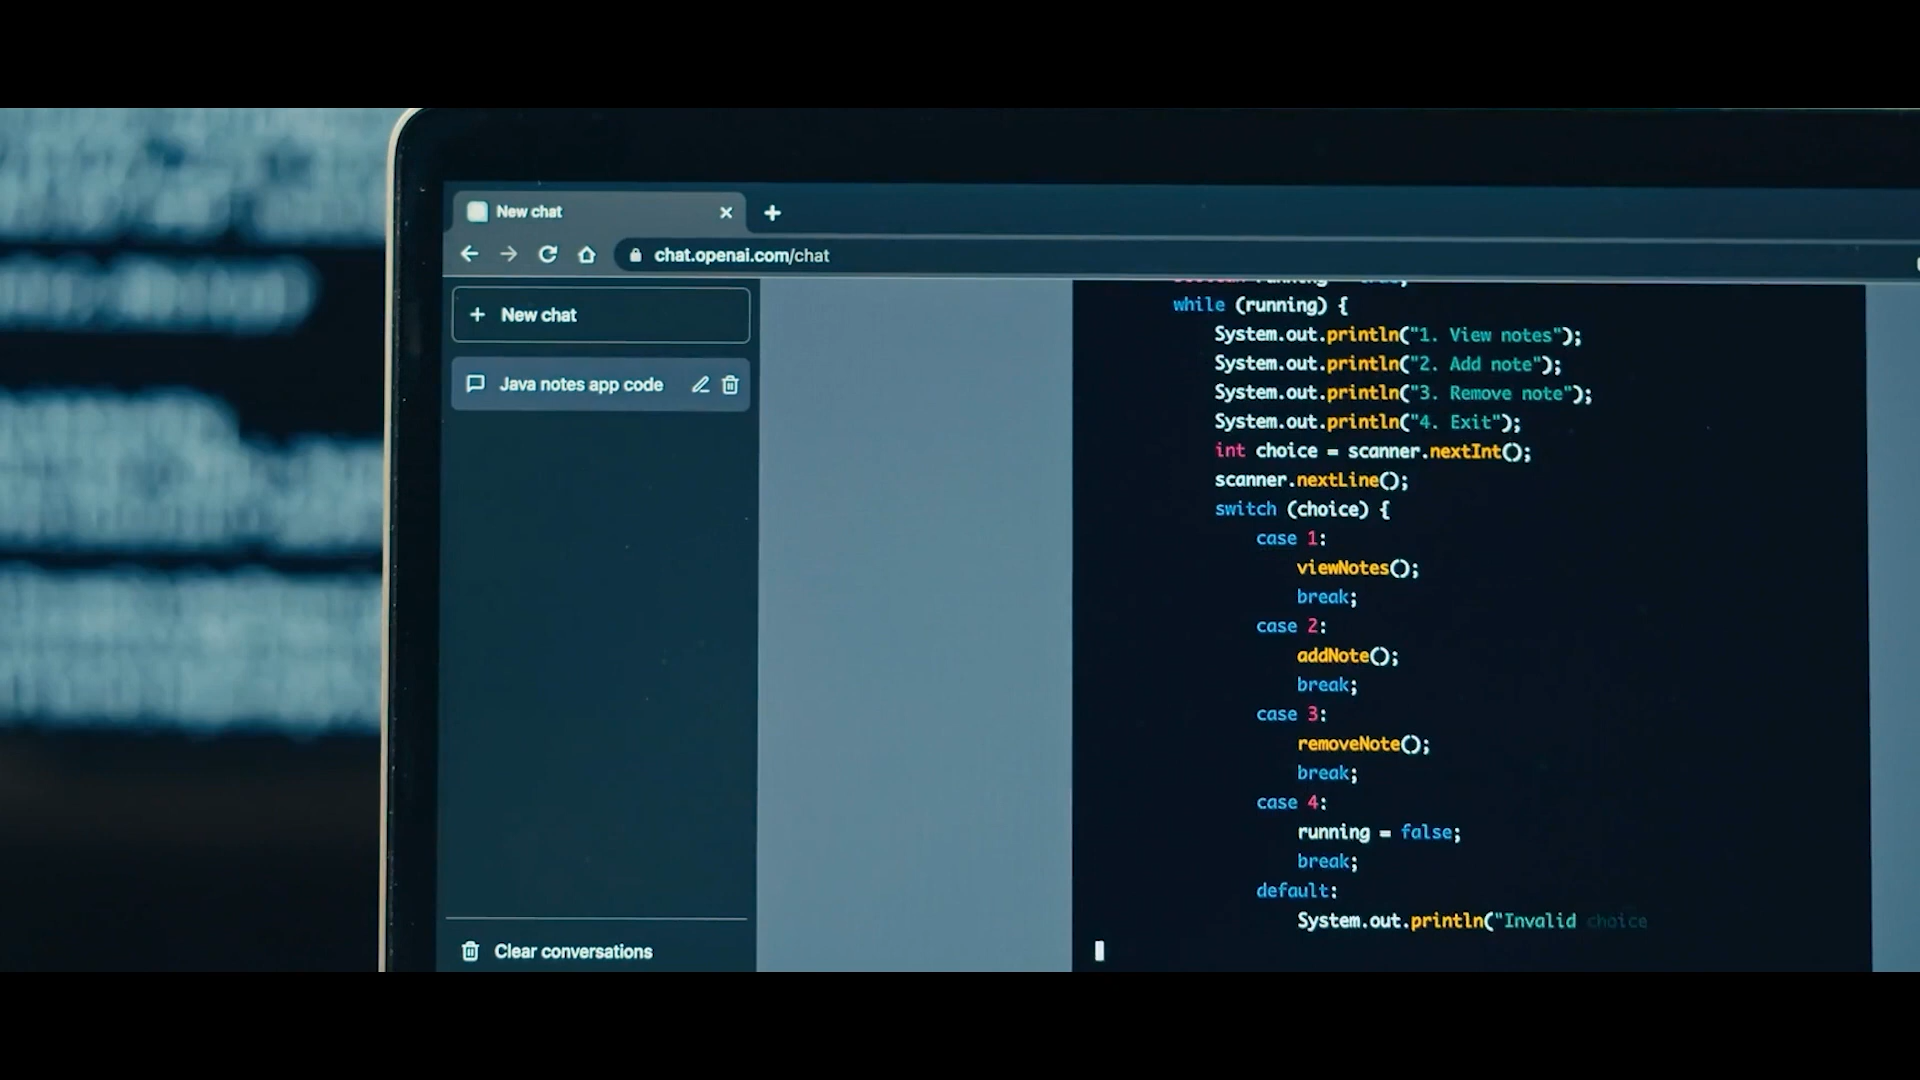 New chat
chat.openai.com/chat
New chat
Java notes app code
Clear conversations
while (running) {
System.out.println("1. View notes");
System.out.println("2. Add note");
System.out.println("3. Remove note");
System.out.println("4. Exit");
int choice = scanner.nextInt();
scanner.nextLine();
switch (choice) {
case 1:
viewNotes();
break;
case 2:
addNote();
break;
case 3:
removeNote();
break;
case 4:
running = false;
break;
default:
System.out.println("Invalid choice